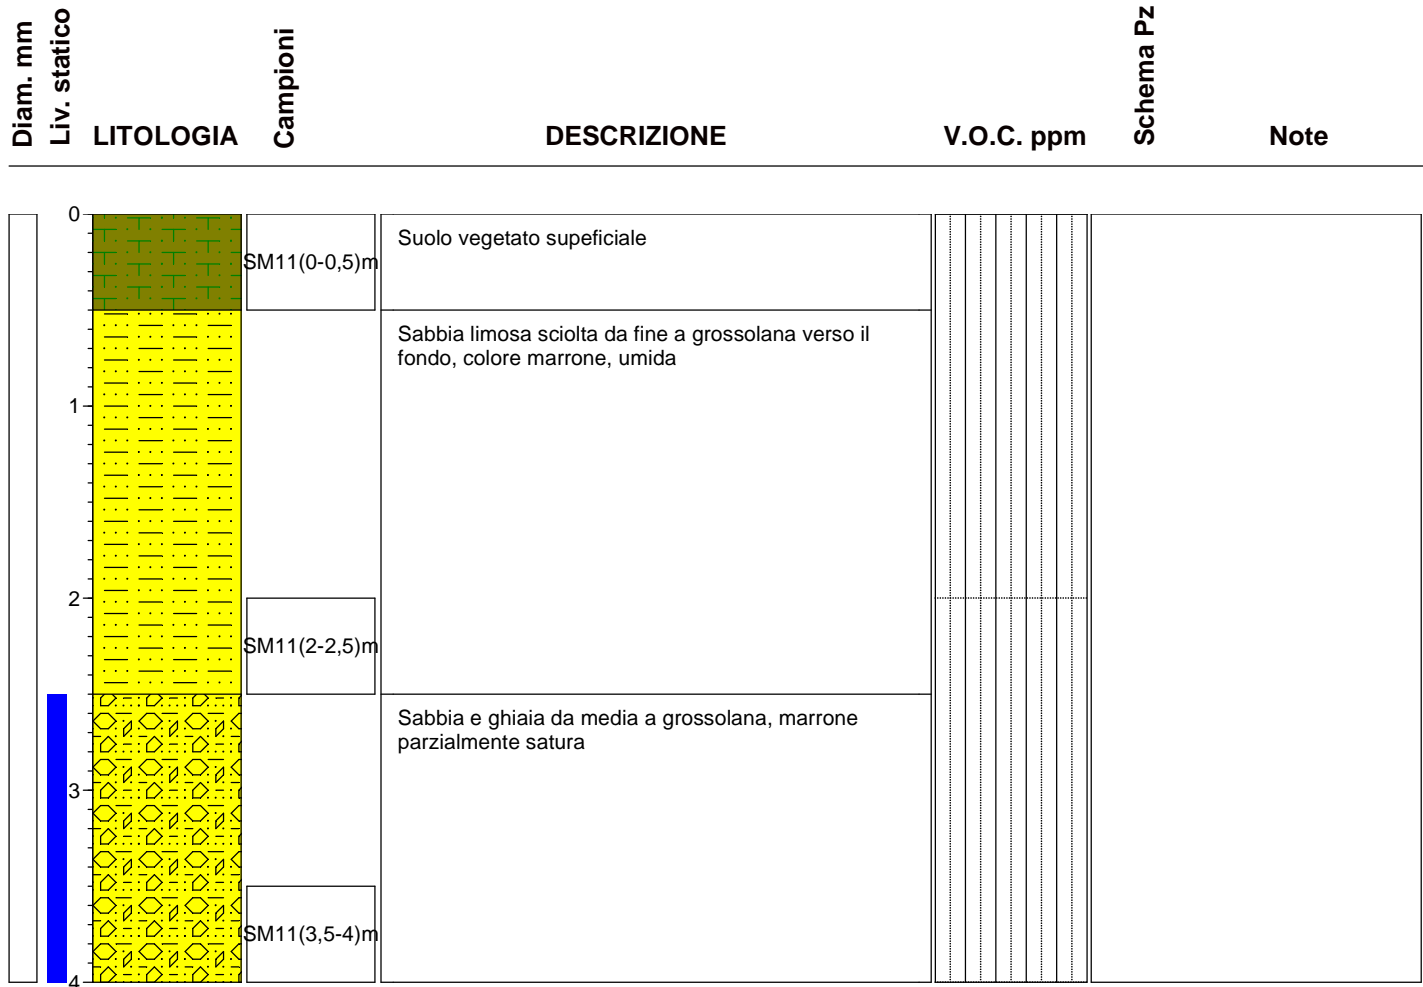 Diam. mm
Liv. statico
LITOLOGIA
Campioni
DESCRIZIONE
V.O.C. ppm
Schema Pz
Note
0
SM11(0-0,5)m
Suolo vegetato supeficiale
Sabbia limosa sciolta da fine a grossolana verso il
fondo, colore marrone, umida
1
2
SM11(2-2,5)m
Sabbia e ghiaia da media a grossolana, marrone
parzialmente satura
3
SM11(3,5-4)m
4